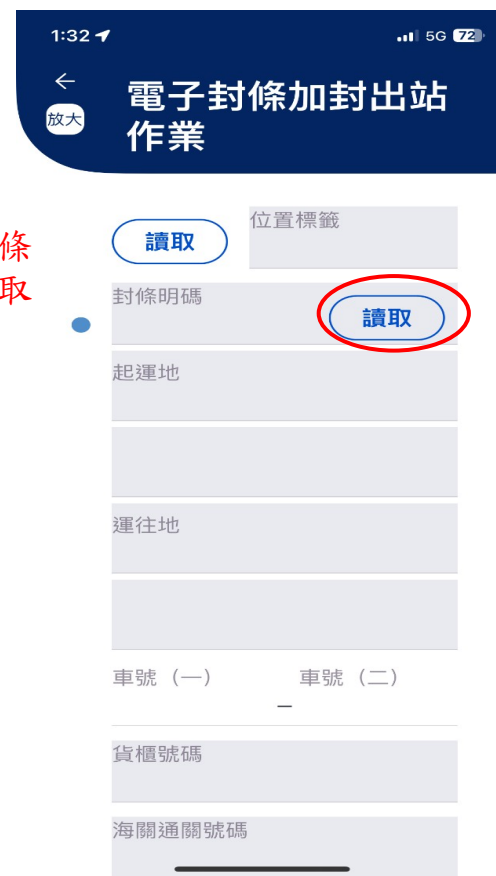 1:32
5G 72
放大
電子封條加封出站
作業
條
取
讀取
位置標籤
封條明碼
讀取
起運地
運往地
車號（一）
車號（二）
–
貨櫃號碼
海關通關號碼